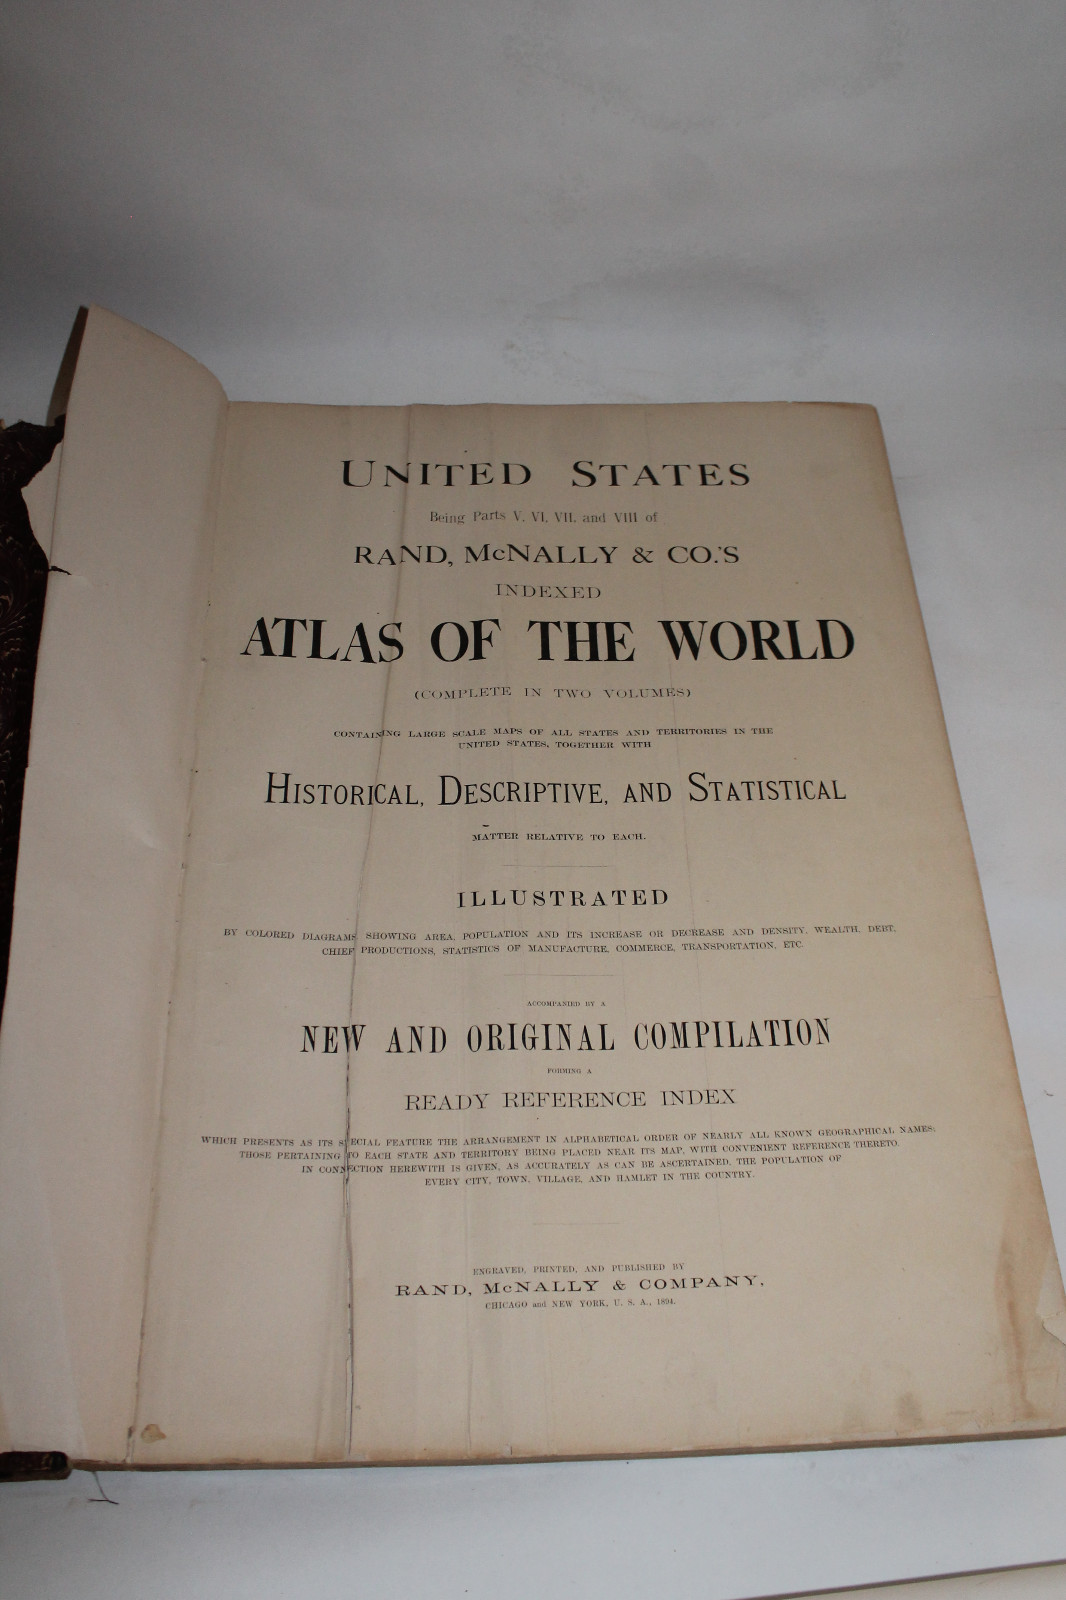 UNITED STATES
Being Parts V, VI, VII, and VIII of
RAND, McNALLY & CO.'S
INDEXED
ATLAS OF THE WORLD
(COMPLETE IN TWO VOLUMES)
CONTAINING LARGE SCALE MAPS OF ALL STATES AND TERRITORIES IN THE
UNITED STATES, TOGETHER WITH
HISTORICAL, DESCRIPTIVE, AND STATISTICAL
MATTER RELATIVE TO EACH.
ILLUSTRATED
BY COLORED DIAGRAMS SHOWING AREA, POPULATION AND ITS INCREASE OR DECREASE AND DENSITY, WEALTH, DEBT,
CHIEF PRODUCTIONS, STATISTICS OF MANUFACTURE, COMMERCE, TRANSPORTATION, ETC.
ACCOMPANIED BY A
NEW AND ORIGINAL COMPILATION
FORMING A
READY REFERENCE INDEX
WHICH PRESENTS AS ITS SPECIAL FEATURE THE ARRANGEMENT IN ALPHABETICAL ORDER OF NEARLY ALL KNOWN GEOGRAPHICAL NAMES;
THOSE PERTAINING TO EACH STATE AND TERRITORY BEING PLACED NEAR ITS MAP, WITH CONVENIENT REFERENCE THERETO.
IN CONNECTION HEREWITH IS GIVEN, AS ACCURATELY AS CAN BE ASCERTAINED, THE POPULATION OF
EVERY CITY, TOWN, VILLAGE, AND HAMLET IN THE COUNTRY.
ENGRAVED, PRINTED, AND PUBLISHED BY
RAND, McNALLY & COMPANY,
CHICAGO and NEW YORK, U. S. A., 1894.